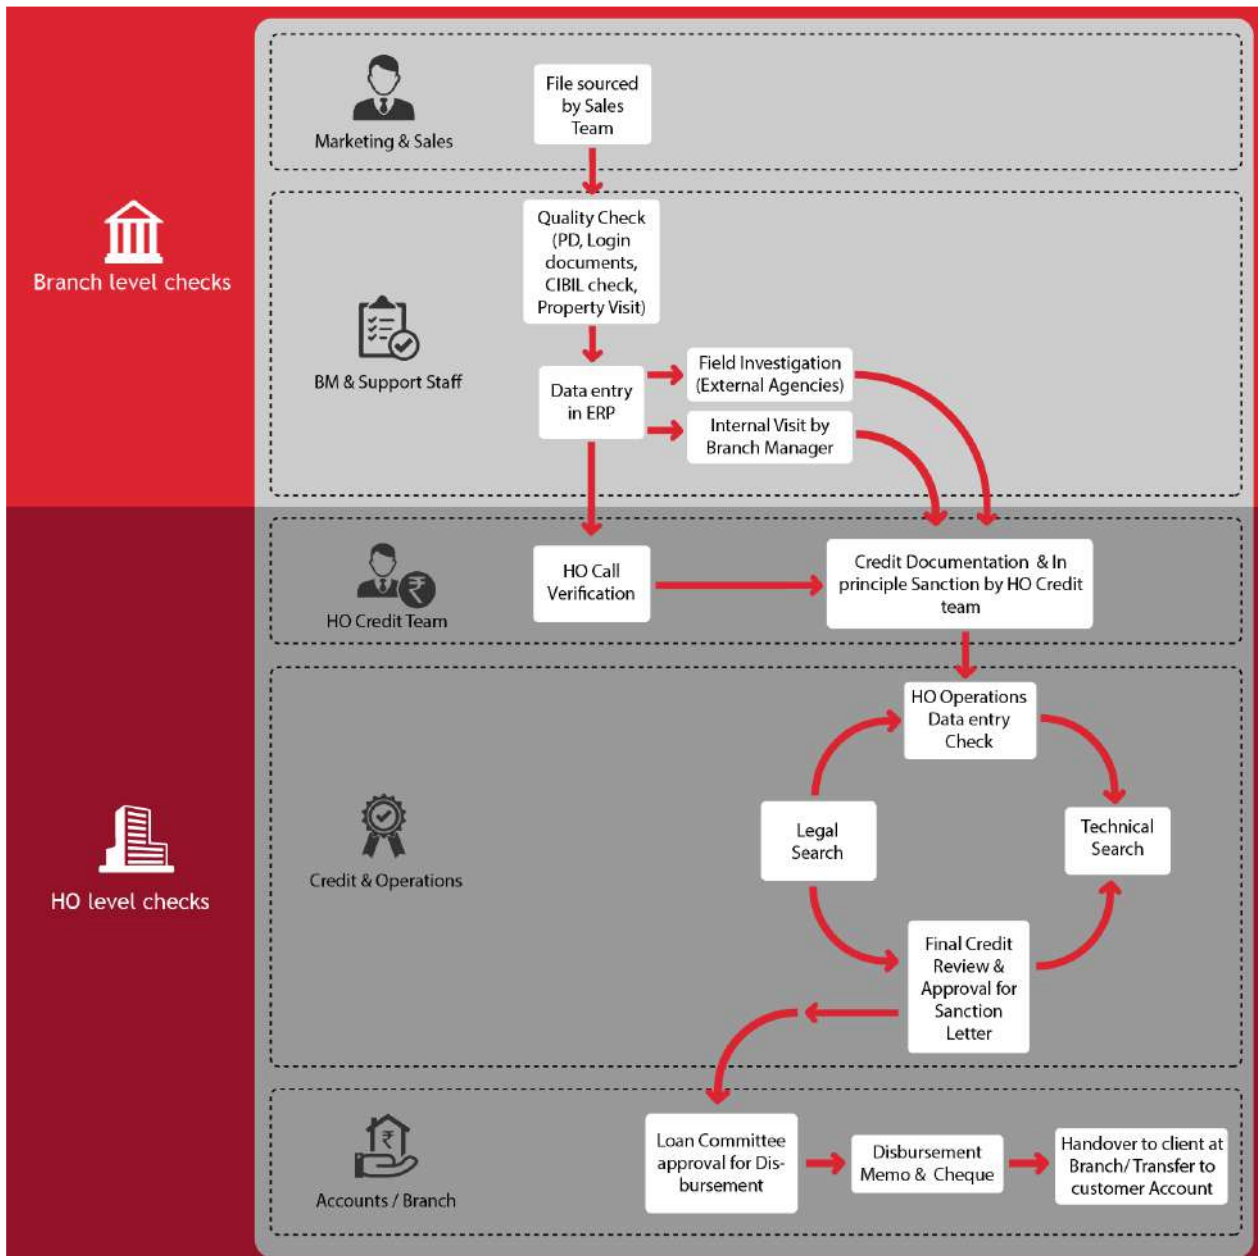 File sourced
by Sales
Team
Marketing & Sales
Branch level checks
Quality Check
(PD, Login
documents,
CIBIL check,
Property Visit)
BM & Support Staff
Data entry
in ERP
Field Investigation
(External Agencies)
Internal Visit by
Branch Manager
HO Call
Verification
Credit Documentation & In
principle Sanction by HO Credit
team
HO Credit Team
HO level checks
HO Operations
Data entry
Check
Legal
Search
Technical
Search
Credit & Operations
Final Credit
Review &
Approval for
Sanction
Letter
Loan Committee
approval for Dis-
bursement
Disbursement
Memo & Cheque
Handover to client at
Branch/ Transfer to
customer Account
₹
₹
Accounts / Branch